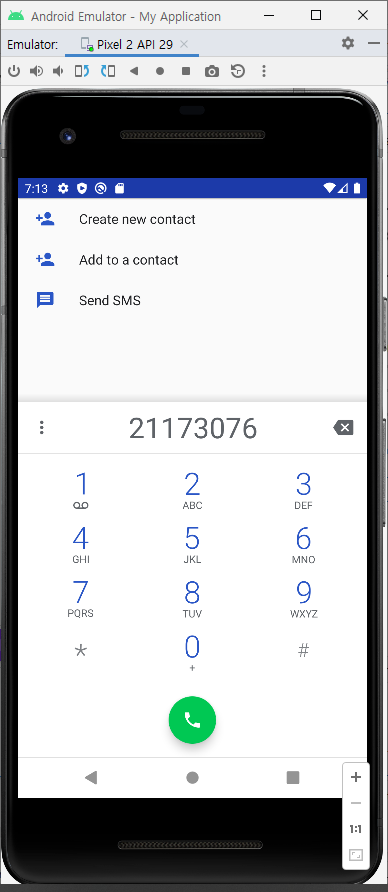 Android Emulator - My Application
Emulator: Pixel 2 API 29
7:13
Create new contact
Add to a contact
Send SMS
21173076
1 2 3
ABC DEF
4 5 6
GHI JKL MNO
7 8 9
PQRS TUV WXYZ
* 0 #
+
1:1